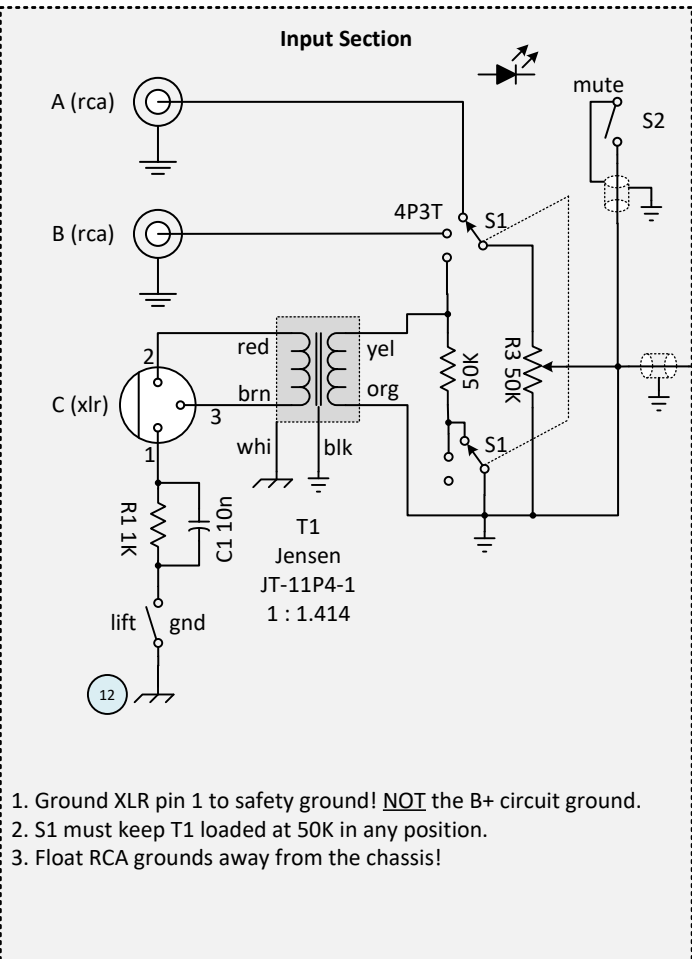 Input Section
A (rca)
mute
S2
4P3T
S1
B (rca)
2
red
yel
50K
R3 50K
C (xlr)
brn
org
3
1
whi
blk
S1
R1 1K
C1 10n
T1
Jensen
JT-11P4-1
1 : 1.414
lift
gnd
12
1. Ground XLR pin 1 to safety ground! NOT the B+ circuit ground.
2. S1 must keep T1 loaded at 50K in any position.
3. Float RCA grounds away from the chassis!